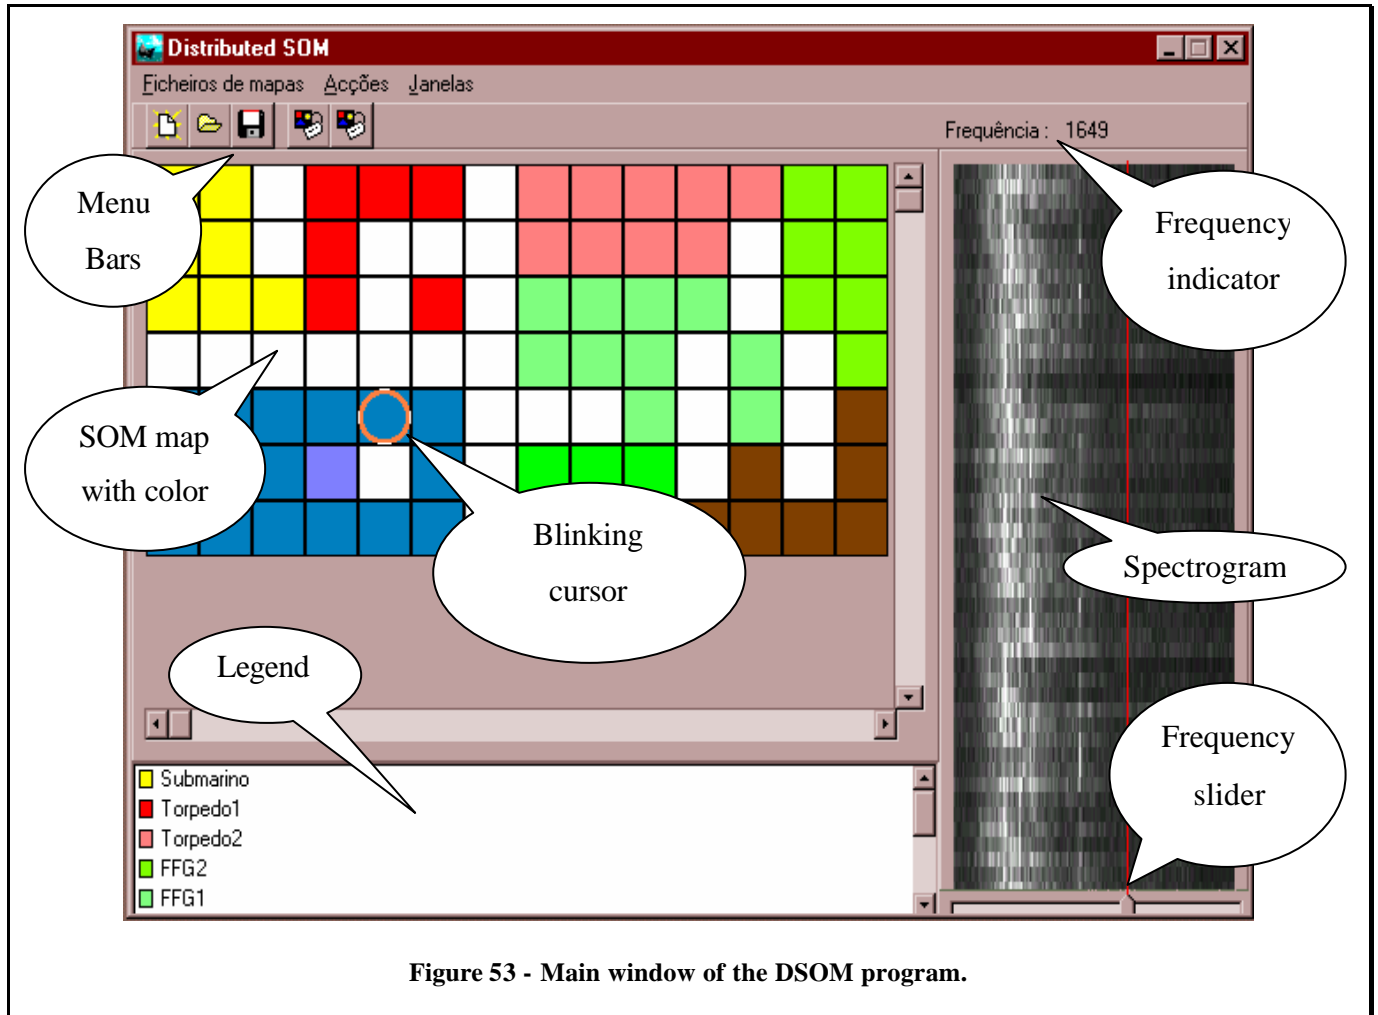 Distributed SOM
Ficheiros de mapas Acções Janelas
Frequência : 1649
Menu
Bars
Frequency
indicator
SOM map
with color
Blinking
cursor
Spectrogram
Legend
Frequency
slider
Submarino
Torpedo1
Torpedo2
FFG2
FFG1
Figure 53 - Main window of the DSOM program.